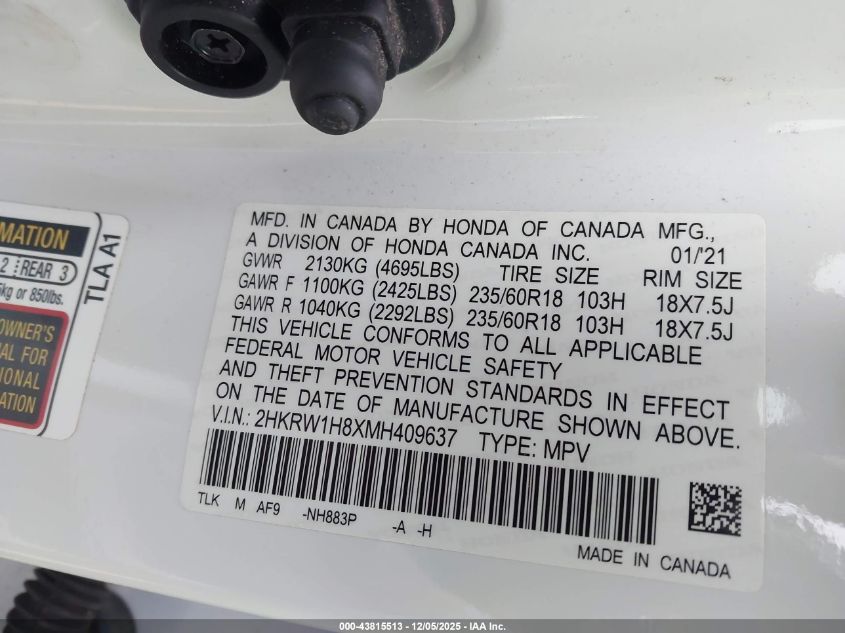 MATION
2 REAR 3
5kg or 850lbs.
OWNER'S
AL FOR
IONAL
ATION
TLA A1
MFD. IN CANADA BY HONDA OF CANADA MFG.,
A DIVISION OF HONDA CANADA INC. 01/'21
GVWR 2130KG (4695LBS) TIRE SIZE RIM SIZE
GAWR F 1100KG (2425LBS) 235/60R18 103H 18X7.5J
GAWR R 1040KG (2292LBS) 235/60R18 103H 18X7.5J
THIS VEHICLE CONFORMS TO ALL APPLICABLE
FEDERAL MOTOR VEHICLE SAFETY
AND THEFT PREVENTION STANDARDS IN EFFECT
ON THE DATE OF MANUFACTURE SHOWN ABOVE.
V.I.N.: 2HKRW1H8XMH409637 TYPE: MPV
TLK M AF9 -NH883P -A -H
MADE IN CANADA
000-43815513 - 12/05/2025 - IAA Inc.